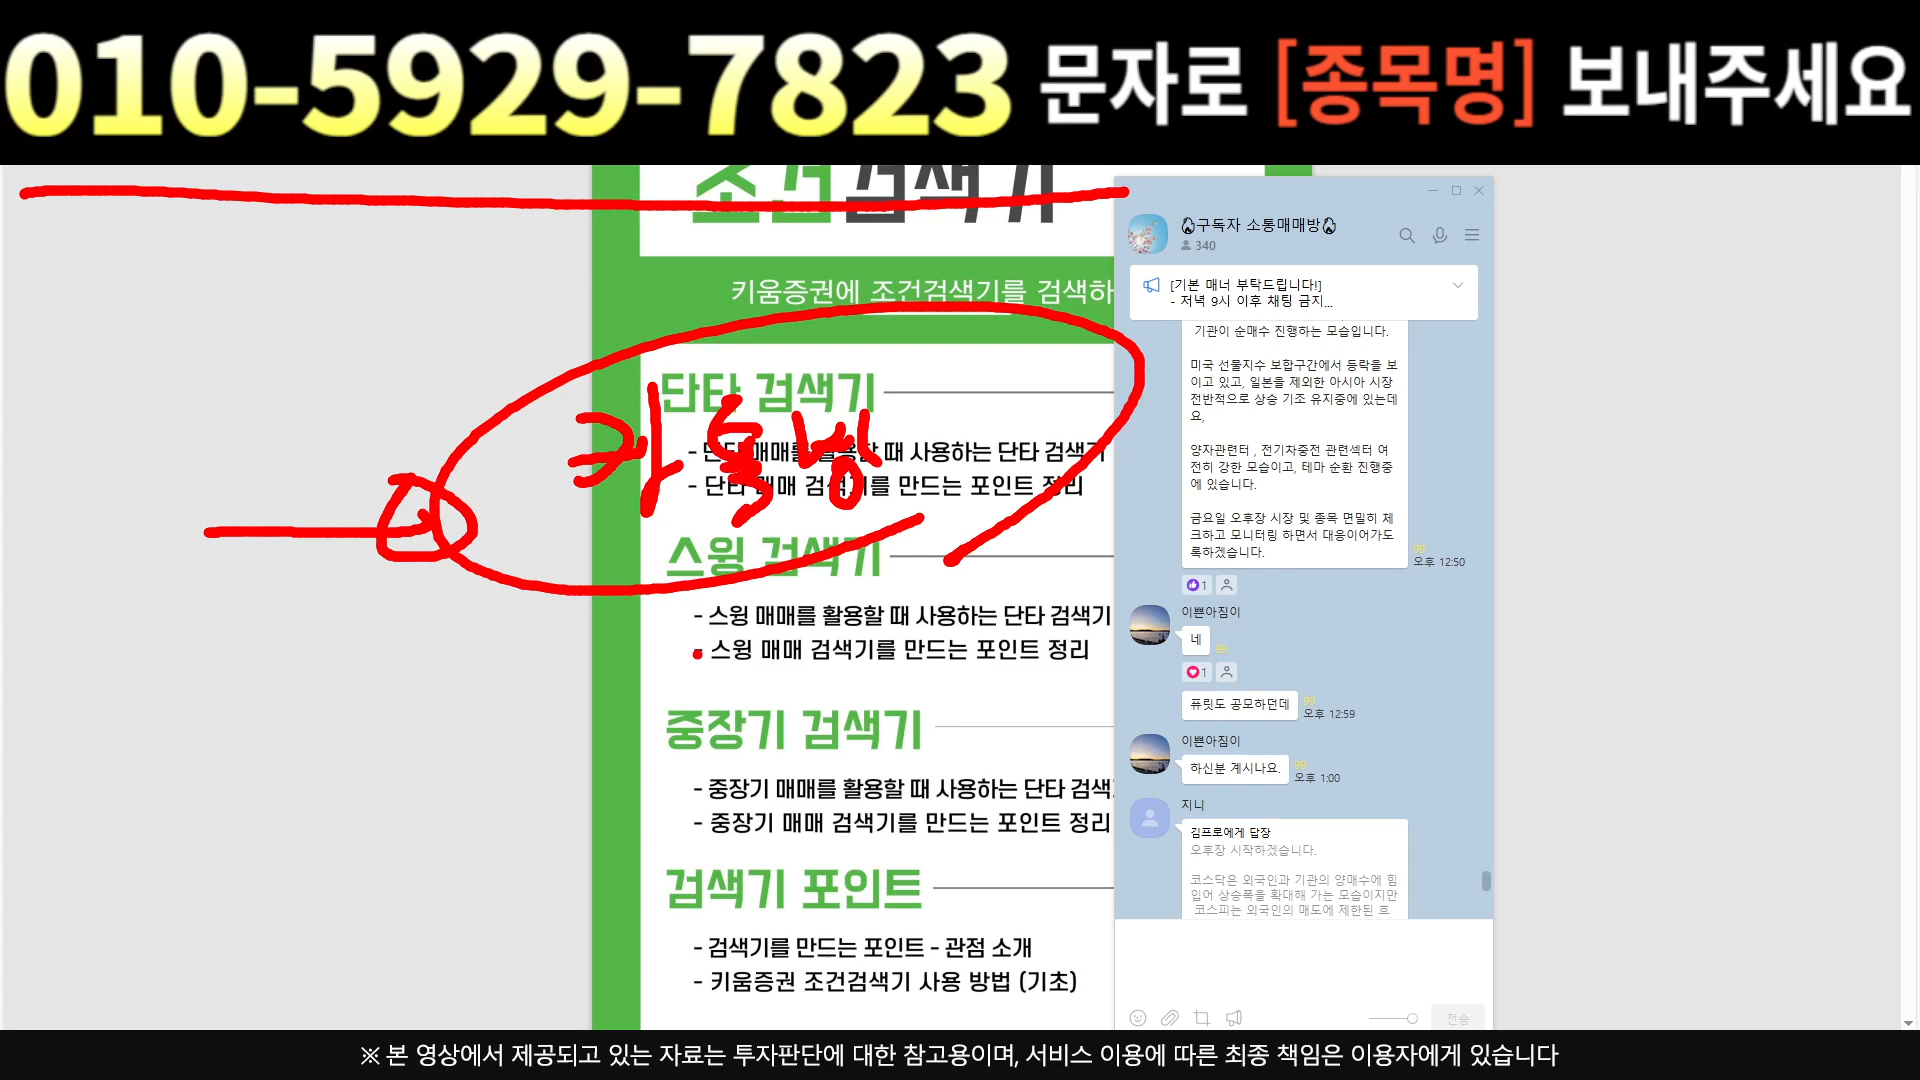 010-5929-7823 문자로 [종목명] 보내주세요
조건검색기
키움증권에 조건검색기를 검색하
단타 검색기
- 단타 매매를 활용할 때 사용하는 단타 검색기
- 단타 매매 검색기를 만드는 포인트 정리
카톡방
스윙 검색기
- 스윙 매매를 활용할 때 사용하는 단타 검색기
- 스윙 매매 검색기를 만드는 포인트 정리
중장기 검색기
- 중장기 매매를 활용할 때 사용하는 단타 검색
- 중장기 매매 검색기를 만드는 포인트 정리
검색기 포인트
- 검색기를 만드는 포인트 - 관점 소개
- 키움증권 조건검색기 사용 방법 (기초)
구독자 소통매매방
340
[기본 매너 부탁드립니다!]
- 저녁 9시 이후 채팅 금지...
기관이 순매수 진행하는 모습입니다.
미국 선물지수 보합구간에서 등락을 보
이고 있고, 일본을 제외한 아시아 시장
전반적으로 상승 기조 유지중에 있는데
요,
양자관련터 , 전기차충전 관련섹터 여
전히 강한 모습이고, 테마 순환 진행중
에 있습니다.
금요일 오후장 시장 및 종목 면밀히 체
크하고 모니터링 하면서 대응이어가도
록하겠습니다.
99
오후 12:50
1
이쁜아짐이
네
99
1
퓨릿도 공모하던데
99
오후 12:59
이쁜아짐이
하신분 계시나요.
99
오후 1:00
지니
김프로에게 답장
오후장 시작하겠습니다.
코스닥은 외국인과 기관의 양매수에 힘
입어 상승폭을 확대해 가는 모습이지만
코스피는 외국인의 매도에 제한된 흐
전송
※ 본 영상에서 제공되고 있는 자료는 투자판단에 대한 참고용이며, 서비스 이용에 따른 최종 책임은 이용자에게 있습니다